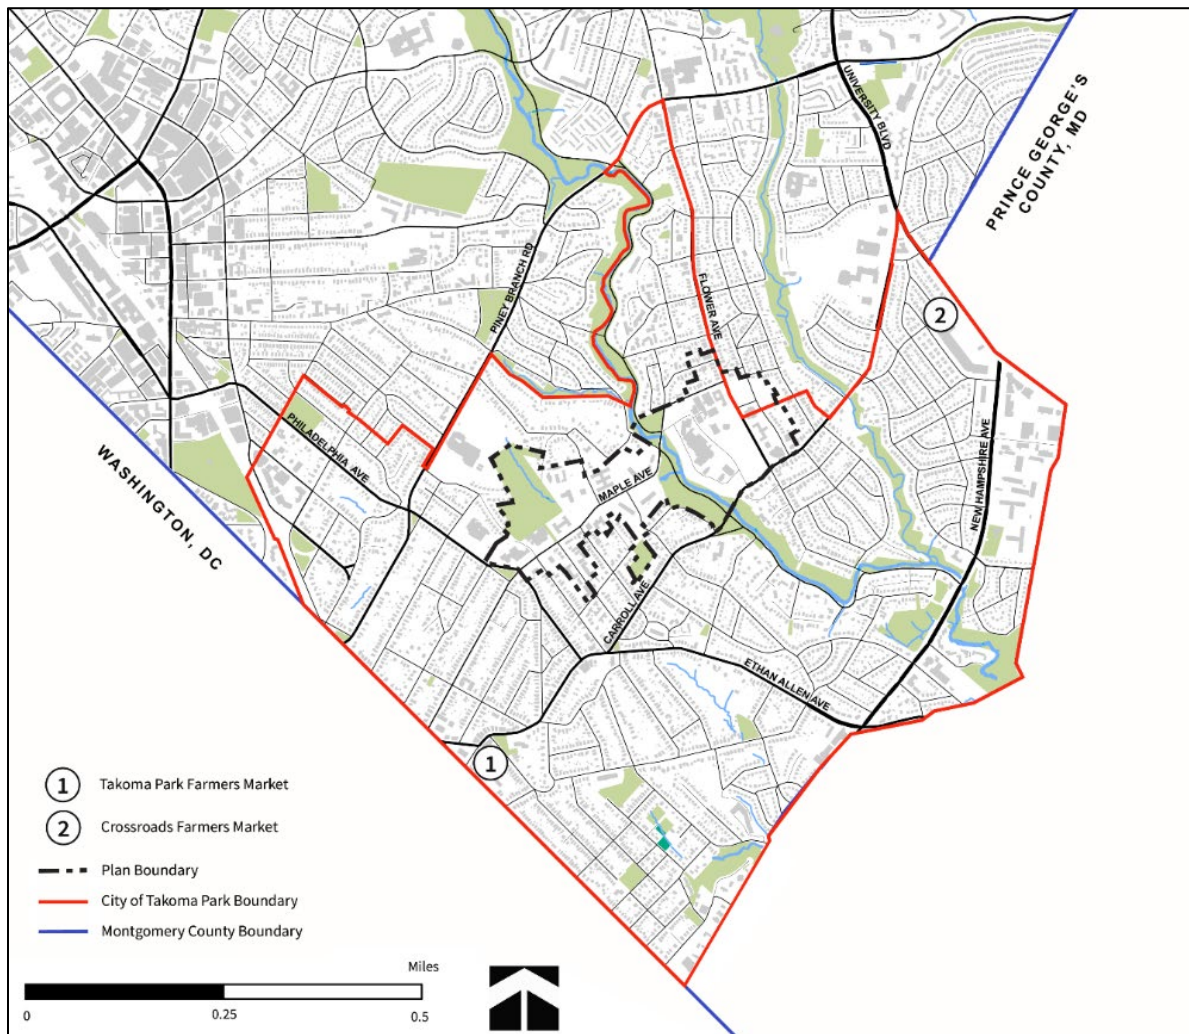 UNIVERSITY BLVD
PRINCE GEORGE'S
COUNTY, MD
PINEY BRANCH RD
FLOWER AVE
2
PHILADELPHIA AVE
NEW HAMPSHIRE AVE
WASHINGTON, DC
MAPLE AVE
CARROLL AVE
ETHAN ALLEN AVE
1
1 Takoma Park Farmers Market
2 Crossroads Farmers Market
Plan Boundary
City of Takoma Park Boundary
Montgomery County Boundary
Miles
0 0.25 0.5